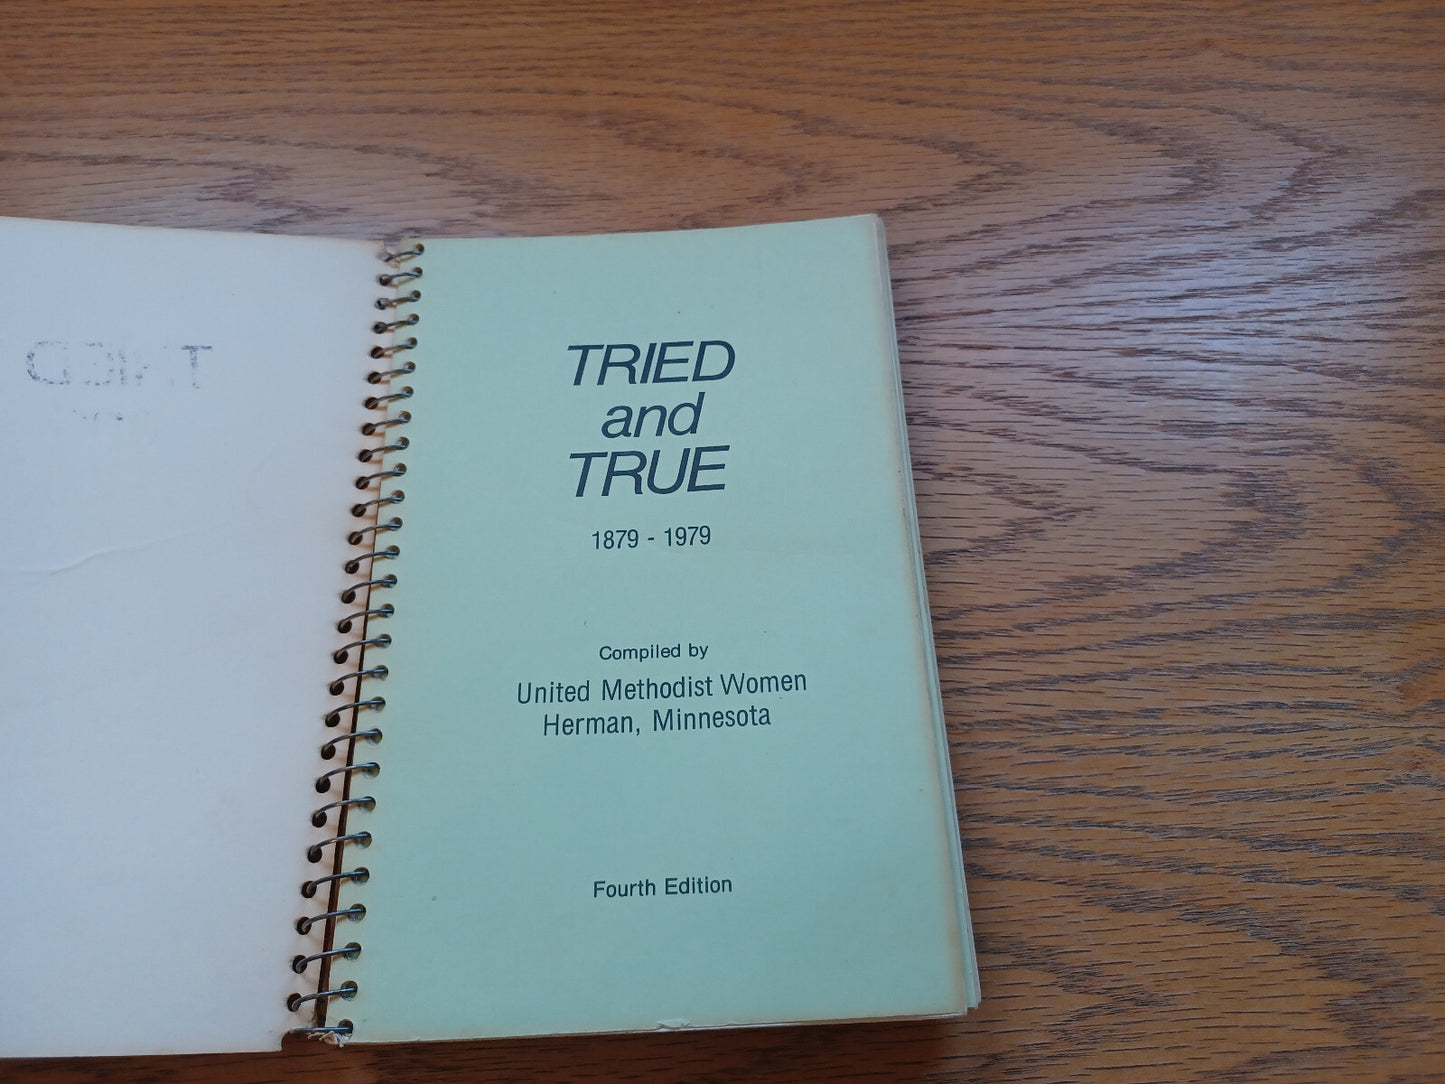 TRIED
and
TRUE
1879 - 1979
Compiled by
United Methodist Women
Herman, Minnesota
Fourth Edition